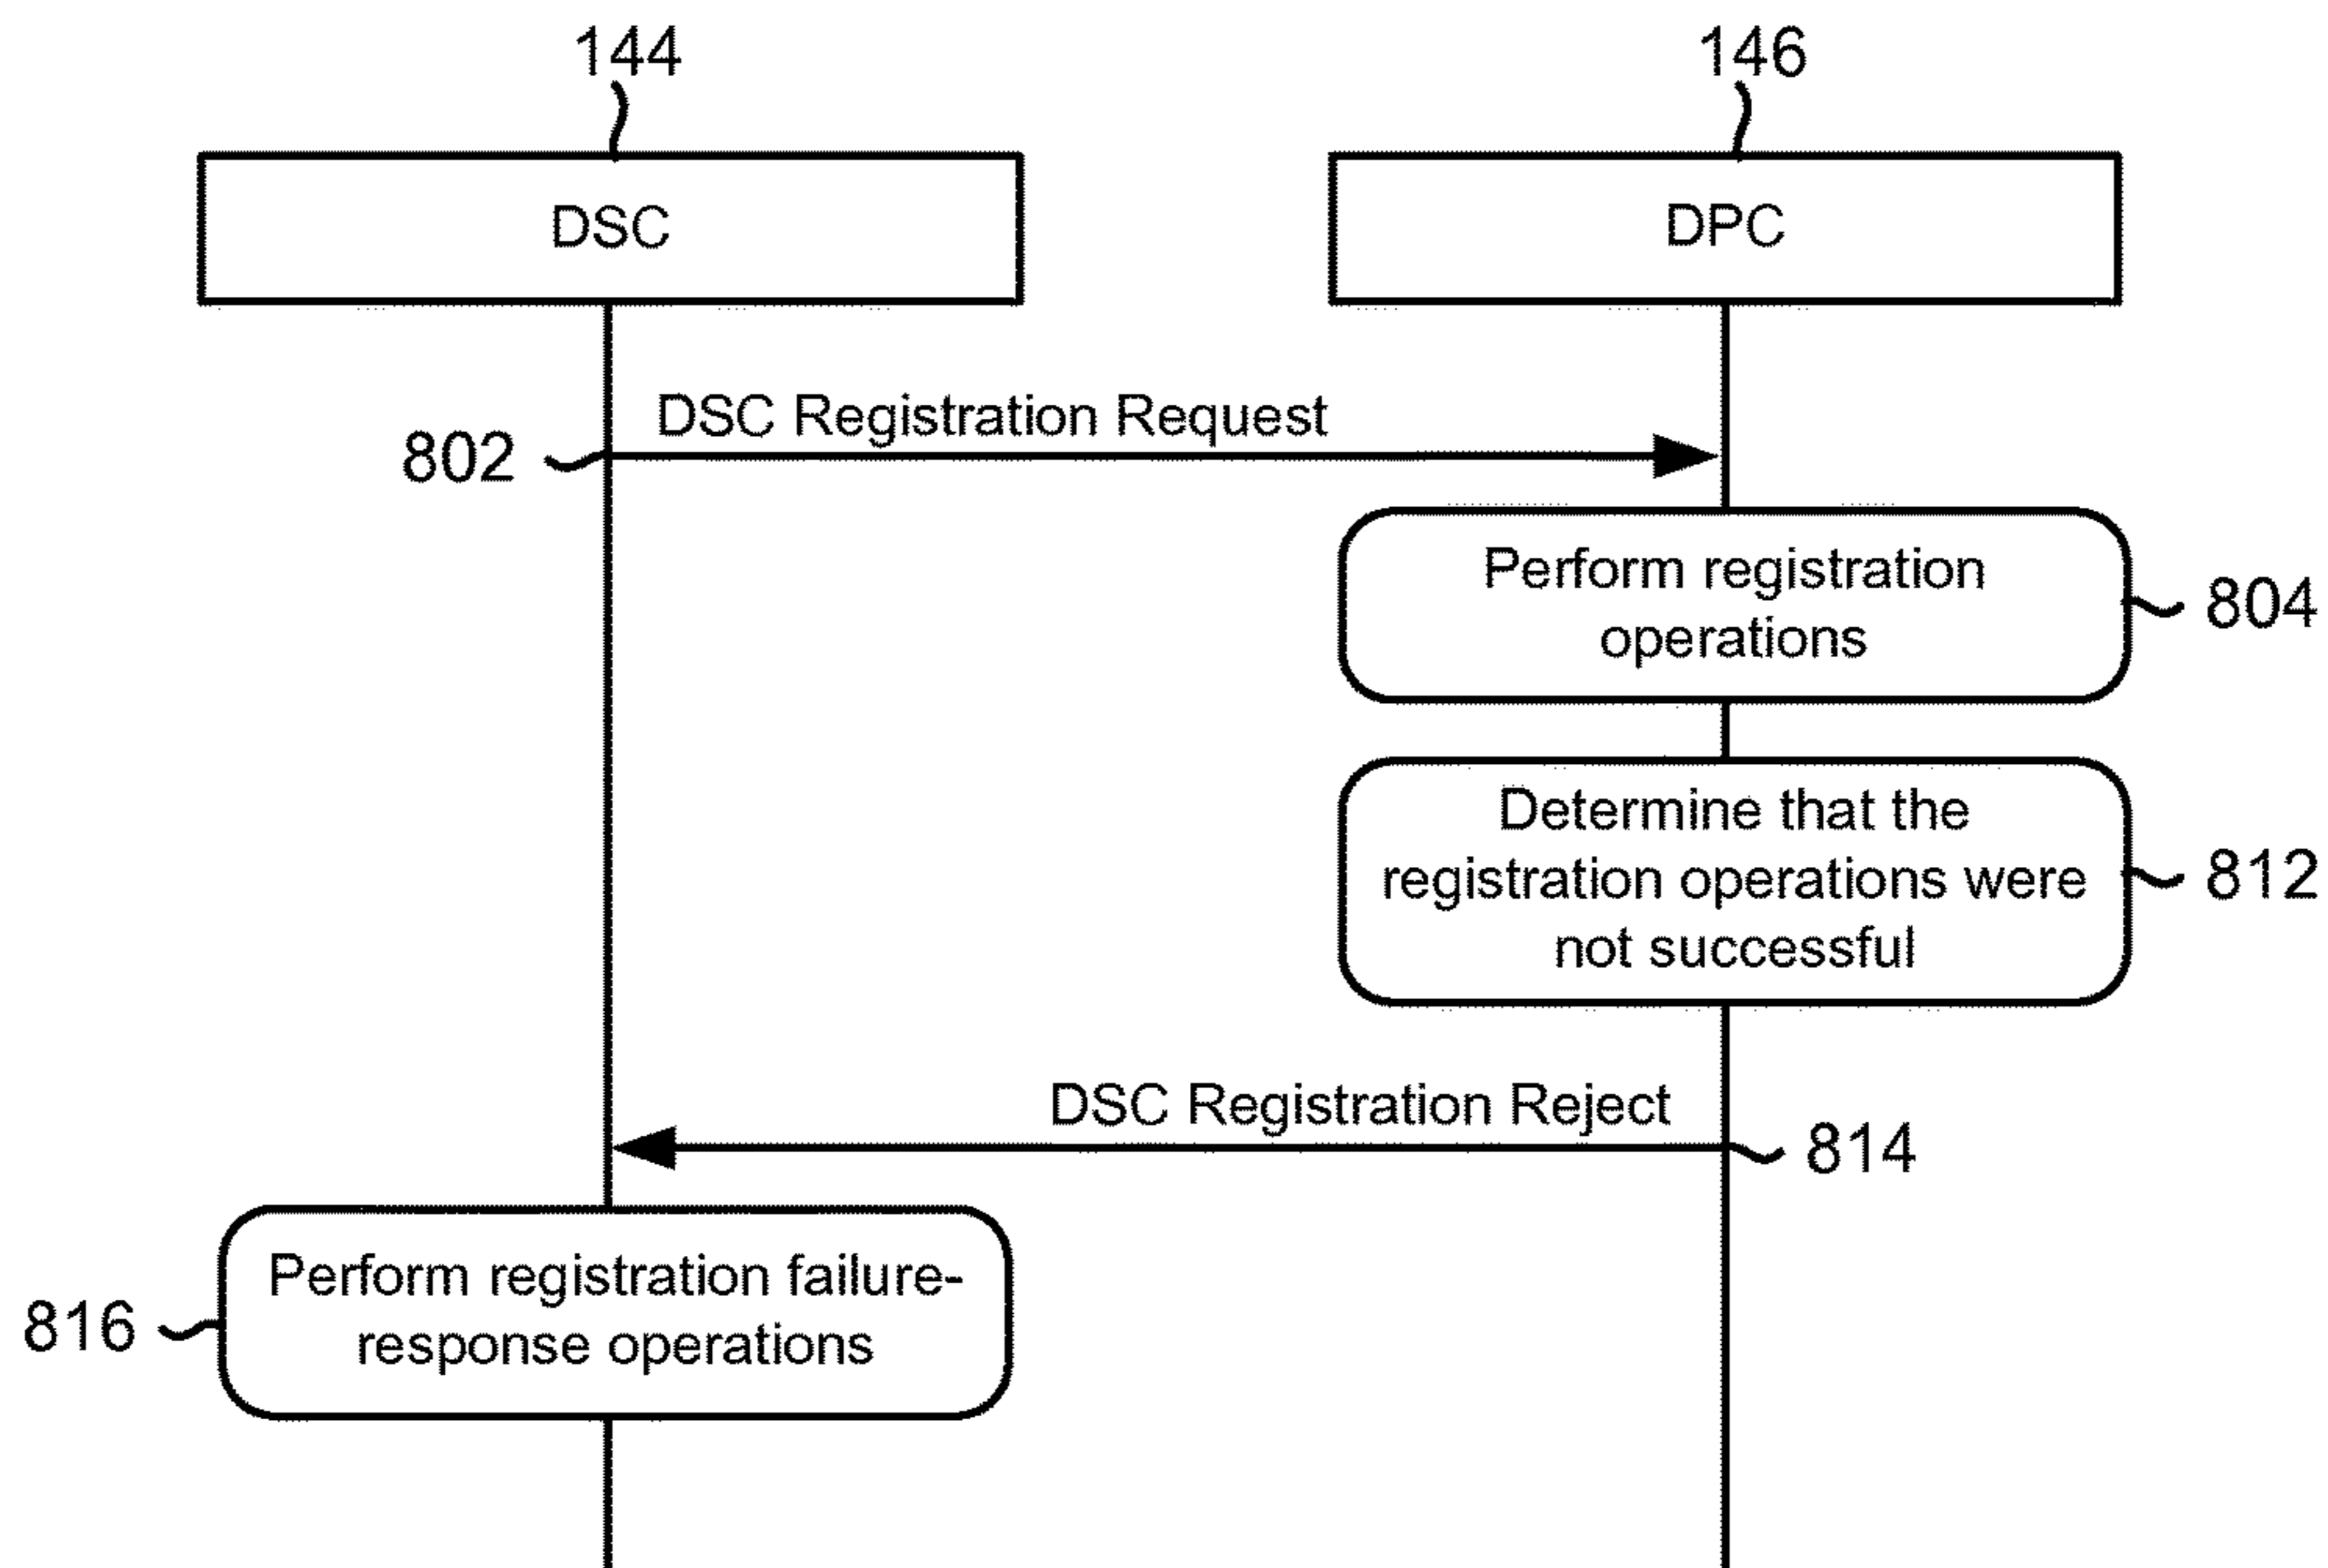 144
146
DSC
DPC
DSC Registration Request
802
Perform registration
operations
804
Determine that the
registration operations were
not successful
812
DSC Registration Reject
814
Perform registration failure-
response operations
816